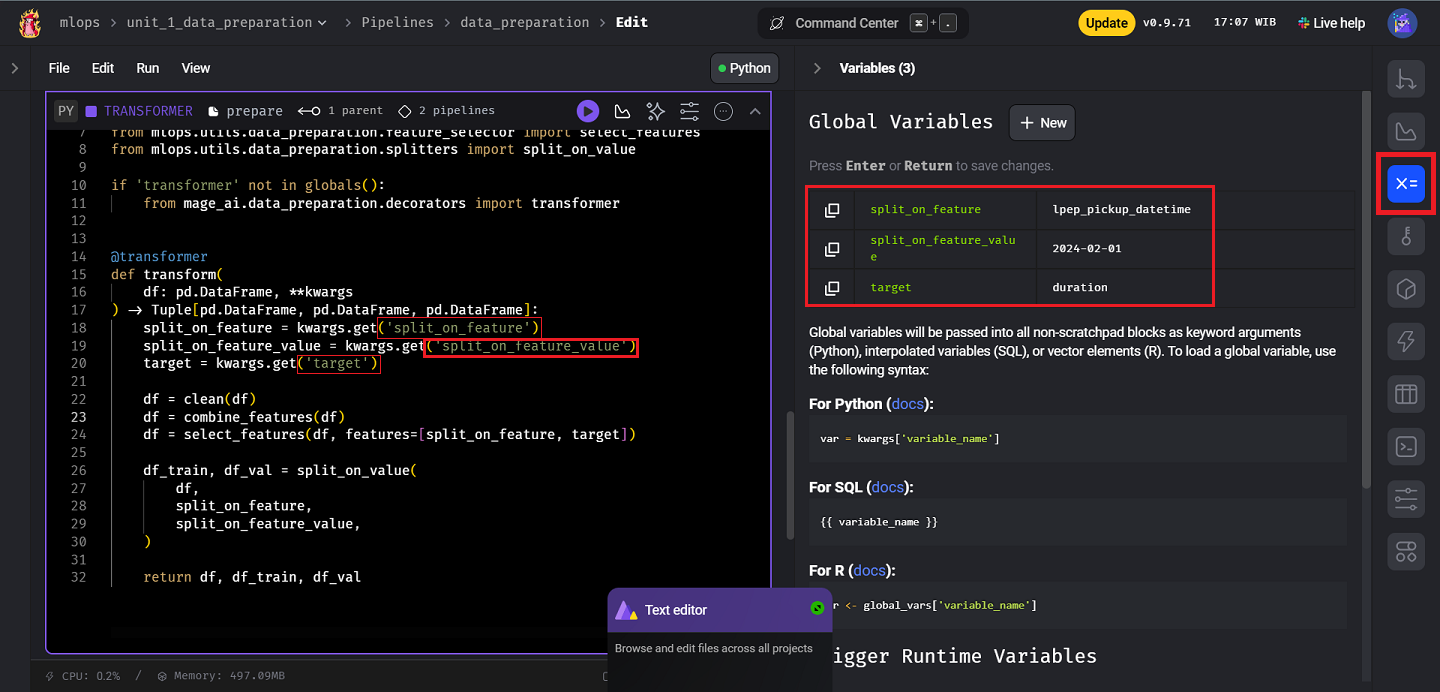 mlops > unit_1_data_preparation > Pipelines > data_preparation > Edit
Command Center ⌘ + .
Update v0.9.71 17:07 WIB Live help
File Edit Run View
Python
PY TRANSFORMER prepare 1 parent 2 pipelines
7 from mlops.utils.data_preparation.feature_selector import select_features
8 from mlops.utils.data_preparation.splitters import split_on_value
9
10 if 'transformer' not in globals():
11 from mage_ai.data_preparation.decorators import transformer
12
13
14 @transformer
15 def transform(
16 df: pd.DataFrame, **kwargs
17 ) -> Tuple[pd.DataFrame, pd.DataFrame, pd.DataFrame]:
18 split_on_feature = kwargs.get('split_on_feature')
19 split_on_feature_value = kwargs.get('split_on_feature_value')
20 target = kwargs.get('target')
21
22 df = clean(df)
23 df = combine_features(df)
24 df = select_features(df, features=[split_on_feature, target])
25
26 df_train, df_val = split_on_value(
27 df,
28 split_on_feature,
29 split_on_feature_value,
30 )
31
32 return df, df_train, df_val
CPU: 0.2% / Memory: 497.09MB
Text editor
Browse and edit files across all projects
Variables (3)
Global Variables + New
Press Enter or Return to save changes.
split_on_feature lpep_pickup_datetime
split_on_feature_valu
e 2024-02-01
target duration
Global variables will be passed into all non-scratchpad blocks as keyword arguments
(Python), interpolated variables (SQL), or vector elements (R). To load a global variable, use
the following syntax:
For Python (docs):
var = kwargs['variable_name']
For SQL (docs):
{{ variable_name }}
For R (docs):
r <- global_vars['variable_name']
igger Runtime Variables
X=